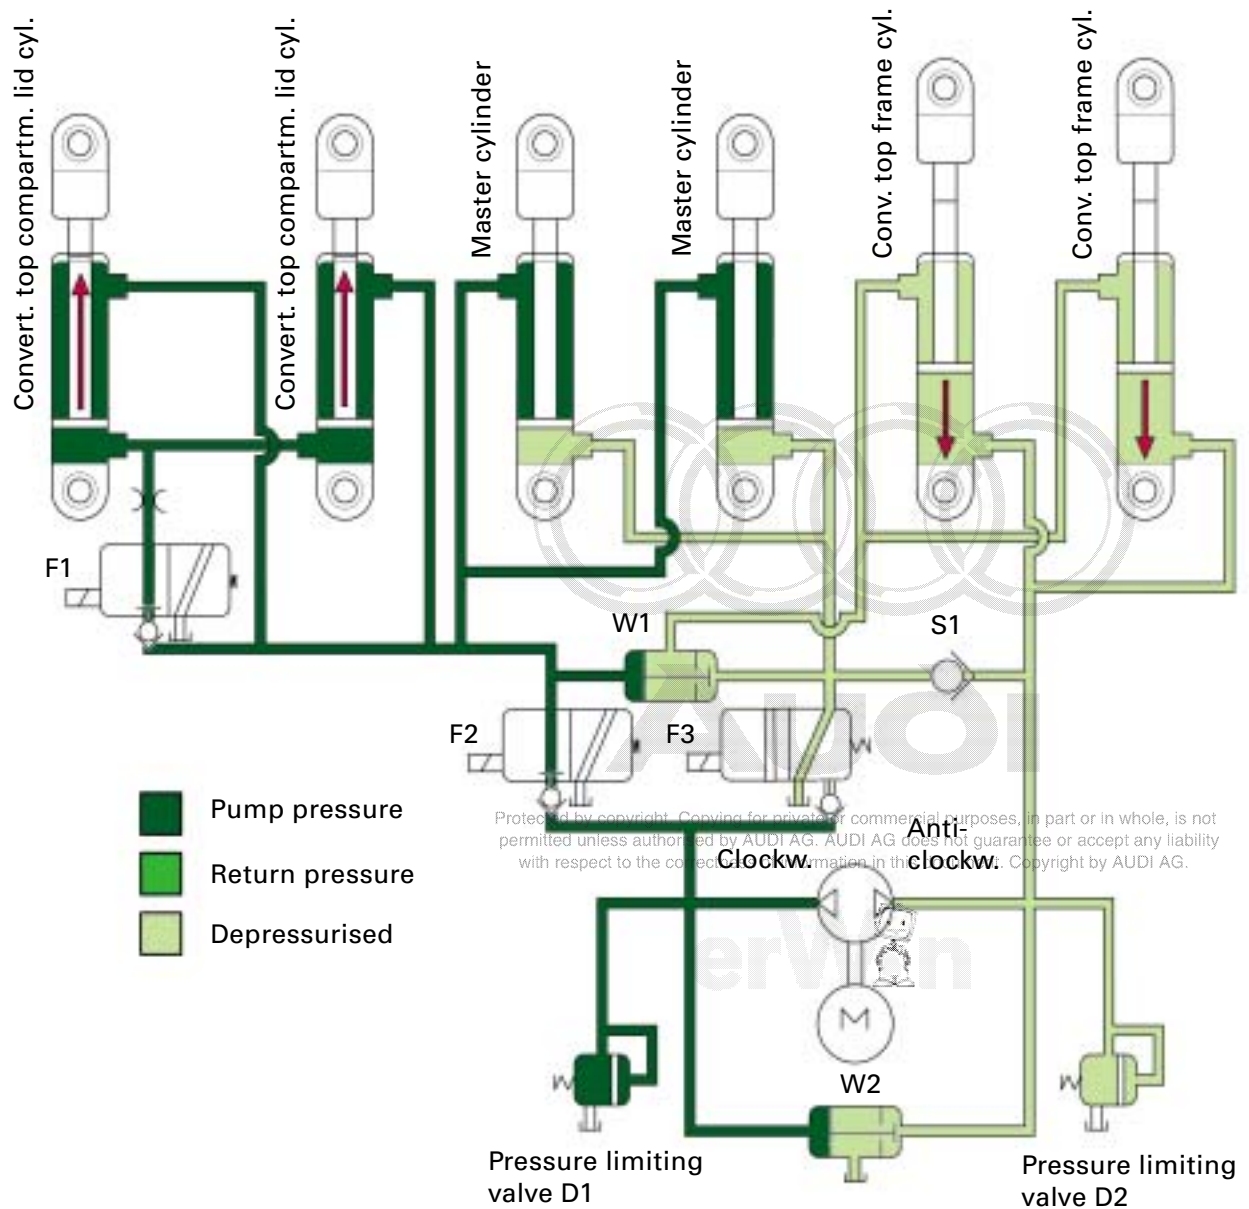 Convert. top compartm. lid cyl.
Convert. top compartm. lid cyl.
Master cylinder
Master cylinder
Conv. top frame cyl.
Conv. top frame cyl.
F1
W1
S1
F2
F3
Pump pressure
Return pressure
Depressurised
Audi
Protected by copyright. Copying for private or commercial purposes, in part or in whole, is not
permitted unless authorised by AUDI AG. AUDI AG does not guarantee or accept any liability
with respect to the correctness of information in this document. Copyright by AUDI AG.
Clockw.
Anti-
clockw.
erWin
M
W2
Pressure limiting
valve D1
Pressure limiting
valve D2